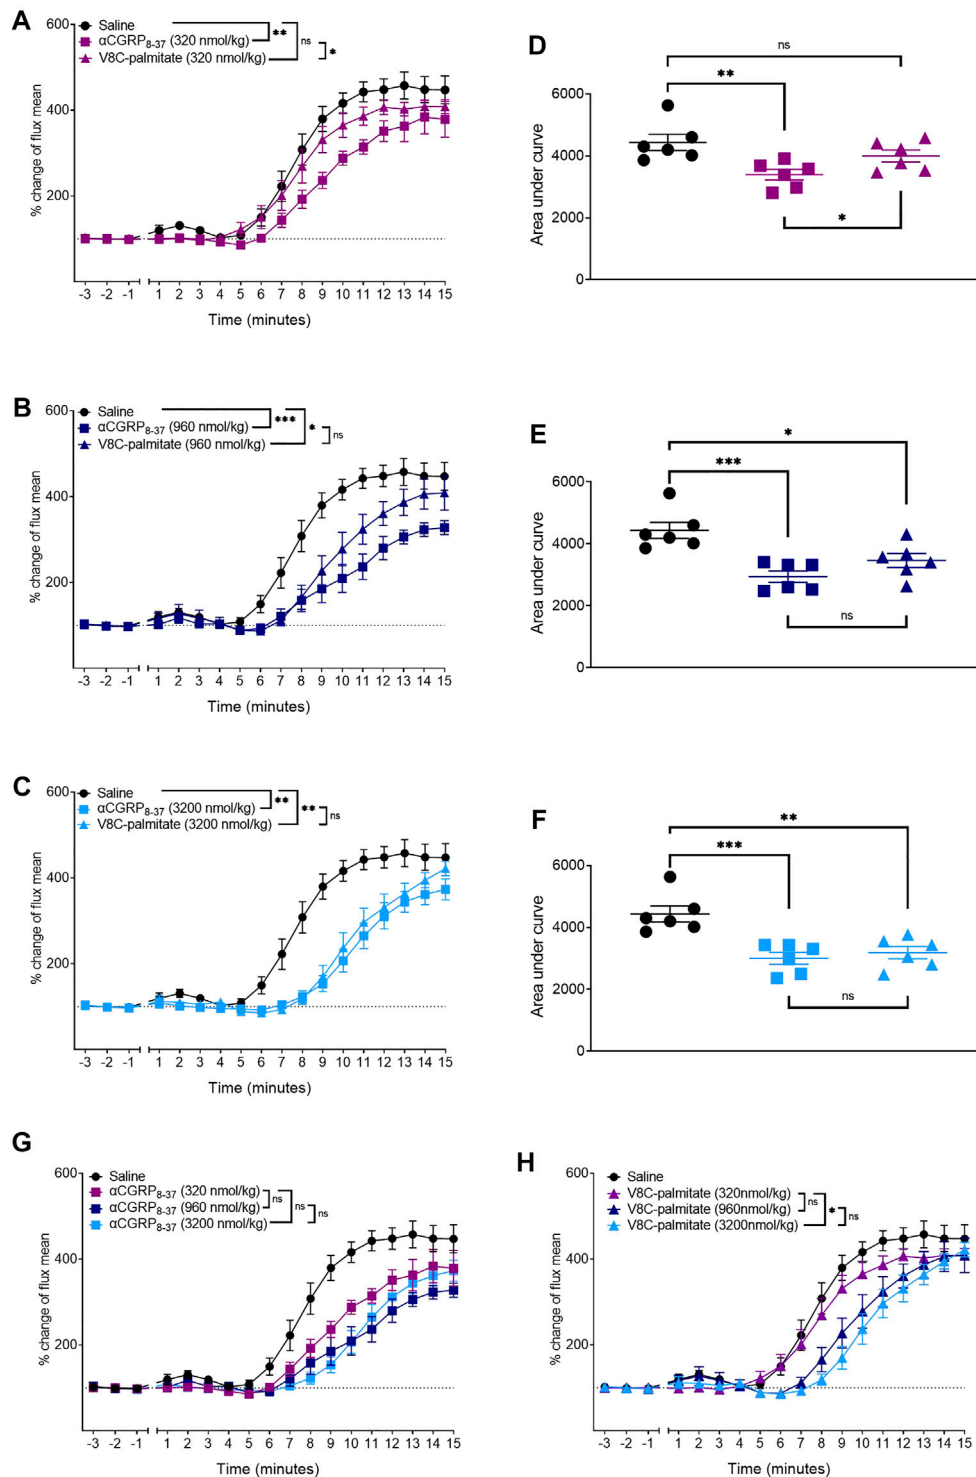 A
600
400
200
% change of flux mean
Saline
αCGRP8-37 (320 nmol/kg)
V8C-palmitate (320 nmol/kg)
**
ns
*
-3 -2 -1 1 2 3 4 5 6 7 8 9 10 11 12 13 14 15
Time (minutes)
D
ns
**
*
6000
4000
2000
0
Area under curve
B
600
400
200
% change of flux mean
Saline
αCGRP8-37 (960 nmol/kg)
V8C-palmitate (960 nmol/kg)
***
*
ns
-3 -2 -1 1 2 3 4 5 6 7 8 9 10 11 12 13 14 15
Time (minutes)
E
*
***
ns
6000
4000
2000
0
Area under curve
C
600
400
200
% change of flux mean
Saline
αCGRP8-37 (3200 nmol/kg)
V8C-palmitate (3200 nmol/kg)
**
**
ns
-3 -2 -1 1 2 3 4 5 6 7 8 9 10 11 12 13 14 15
Time (minutes)
F
**
***
ns
6000
4000
2000
0
Area under curve
G
600
400
200
% change of flux mean
Saline
αCGRP8-37 (320 nmol/kg)
αCGRP8-37 (960 nmol/kg)
αCGRP8-37 (3200 nmol/kg)
ns
ns
ns
-3 -2 -1 1 2 3 4 5 6 7 8 9 10 11 12 13 14 15
Time (minutes)
H
600
400
200
% change of flux mean
Saline
V8C-palmitate (320nmol/kg)
V8C-palmitate (960nmol/kg)
V8C-palmitate (3200nmol/kg)
ns
*
ns
-3 -2 -1 1 2 3 4 5 6 7 8 9 10 11 12 13 14 15
Time (minutes)